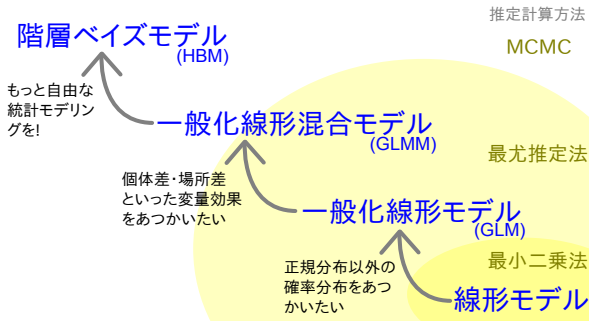 推定計算方法
階層ベイズモデル
(HBM)
MCMC
もっと自由な
統計モデリン
グを!
一般化線形混合モデル
(GLMM)
最尤推定法
個体差・場所差
といった変量効果
をあつかいたい
一般化線形モデル
(GLM)
最小二乗法
正規分布以外の
確率分布をあつ
かいたい
線形モデル